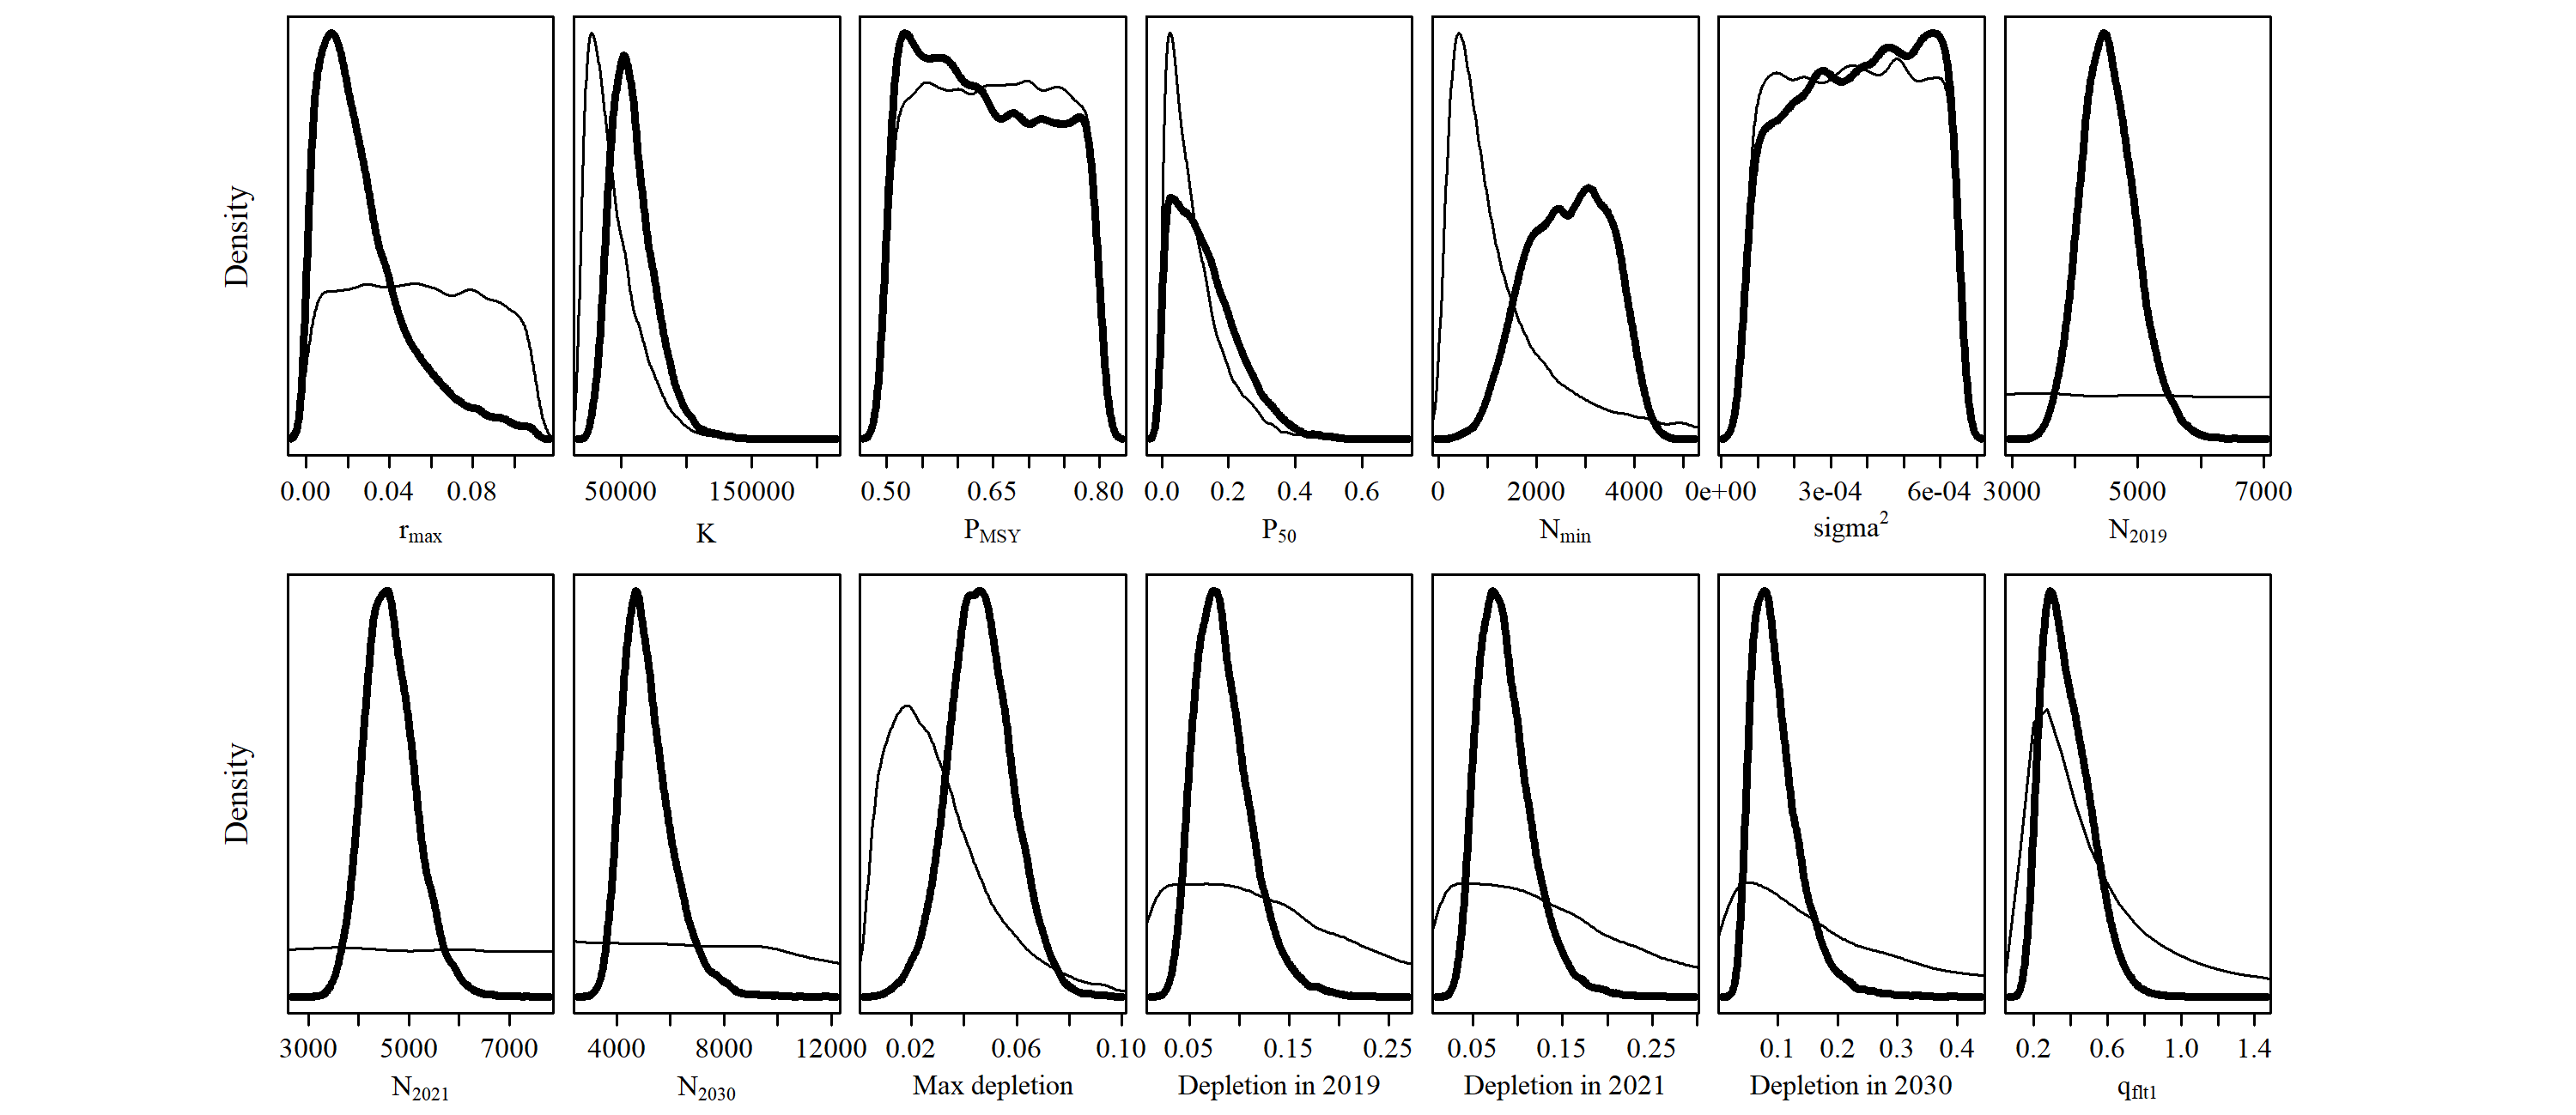 Density
0.00 0.04 0.08 50000 150000 0.50 0.65 0.80 0.0 0.2 0.4 0.6 0 2000 4000 0e+00 3e-04 6e-04 3000 5000 7000
r_max K P_MSY P_50 N_min sigma² N_2019
Density
3000 5000 7000 4000 8000 12000 0.02 0.06 0.10 0.05 0.15 0.25 0.05 0.15 0.25 0.1 0.2 0.3 0.4 0.2 0.6 1.0 1.4
N_2021 N_2030 Max depletion Depletion in 2019 Depletion in 2021 Depletion in 2030 q_flt1